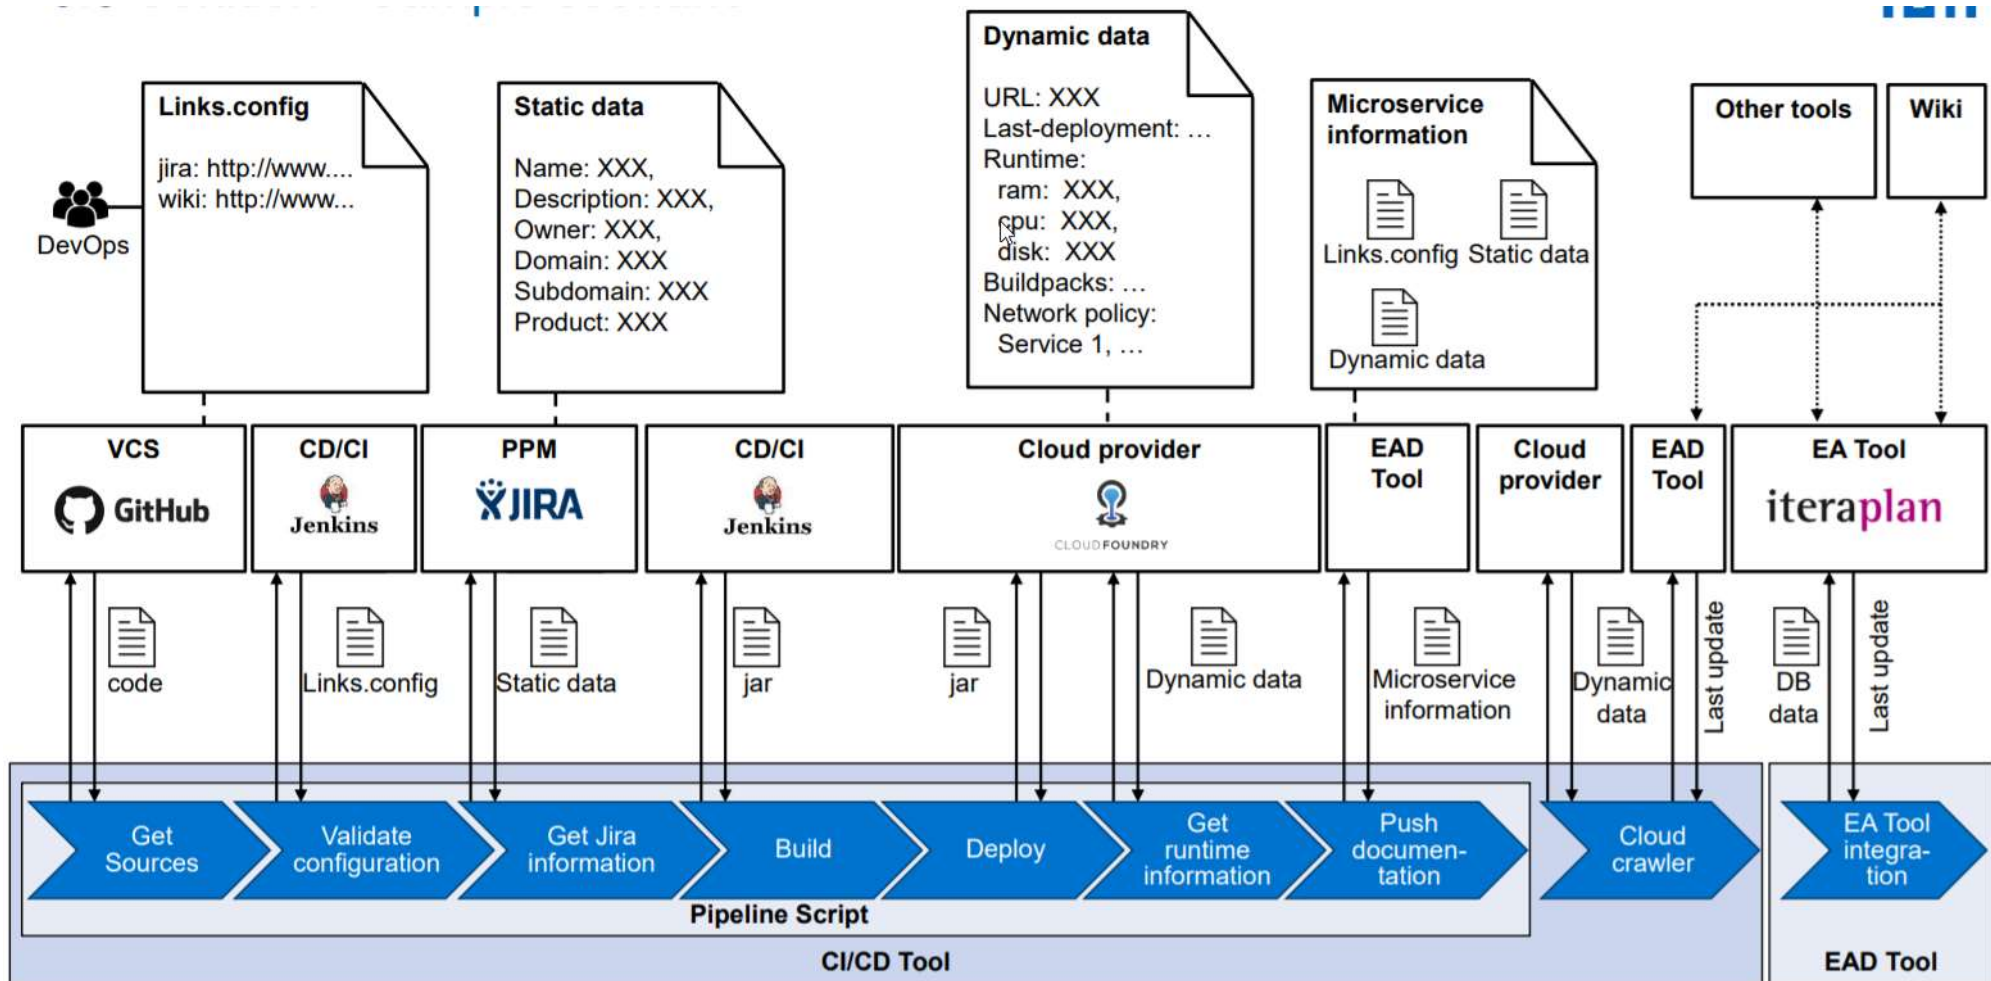 Dynamic data
URL: XXX
Last-deployment: ...
Runtime:
ram: XXX,
cpu: XXX,
disk: XXX
Buildpacks: ...
Network policy:
Service 1, ...
Links.config
jira: http://www....
wiki: http://www...
DevOps
Static data
Name: XXX,
Description: XXX,
Owner: XXX,
Domain: XXX
Subdomain: XXX
Product: XXX
Microservice
information
Links.config Static data
Dynamic data
Other tools
Wiki
VCS
GitHub
CD/CI
Jenkins
PPM
JIRA
CD/CI
Jenkins
Cloud provider
CLOUDFOUNDRY
EAD
Tool
Cloud
provider
EAD
Tool
EA Tool
iteraplan
code
Links.config
Static data
jar
jar
Dynamic data
Microservice
information
Dynamic
data
Last update
DB
data
Last update
Get
Sources
Validate
configuration
Get Jira
information
Build
Deploy
Get
runtime
information
Push
documen-
tation
Cloud
crawler
EA Tool
integra-
tion
Pipeline Script
CI/CD Tool
EAD Tool